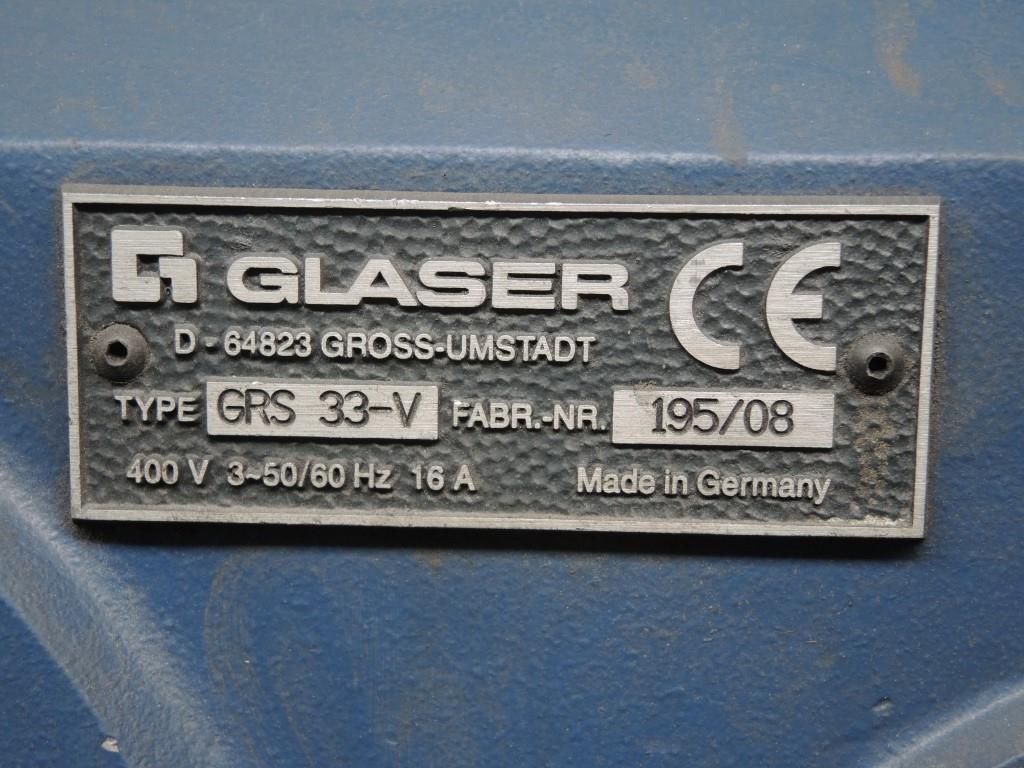 GLASER CE
D - 64823 GROSS-UMSTADT
TYPE GRS 33-V FABR.-NR. 195/08
400 V 3~50/60 Hz 16 A Made in Germany